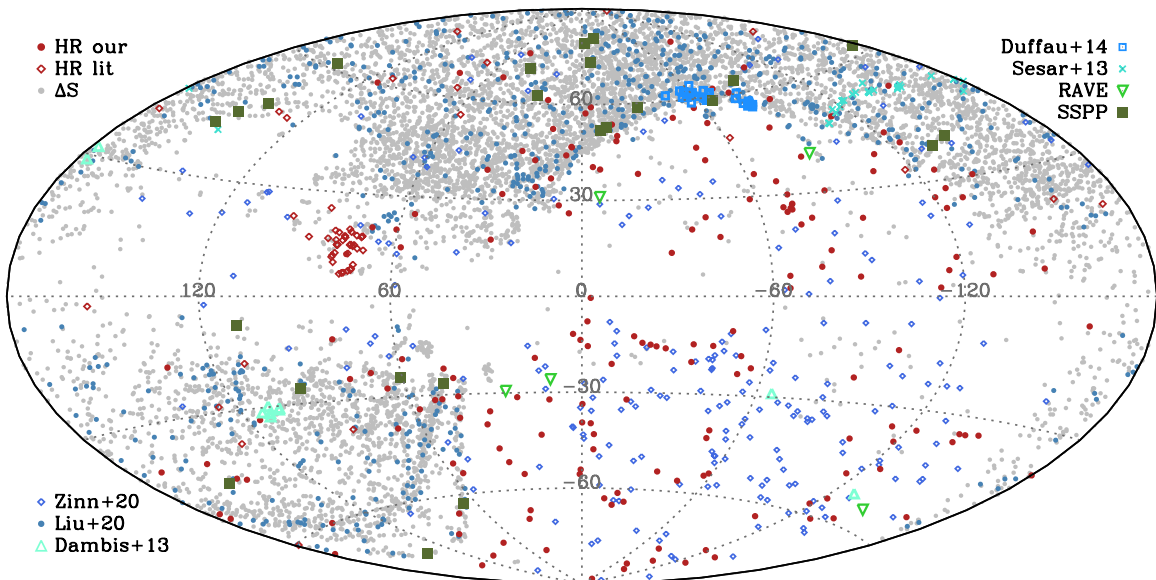 HR our
HR lit
ΔS
Duffau+14
Sesar+13
RAVE
SSPP
60
30
120 60 0 −60 −120
−30
−60
Zinn+20
Liu+20
Dambis+13